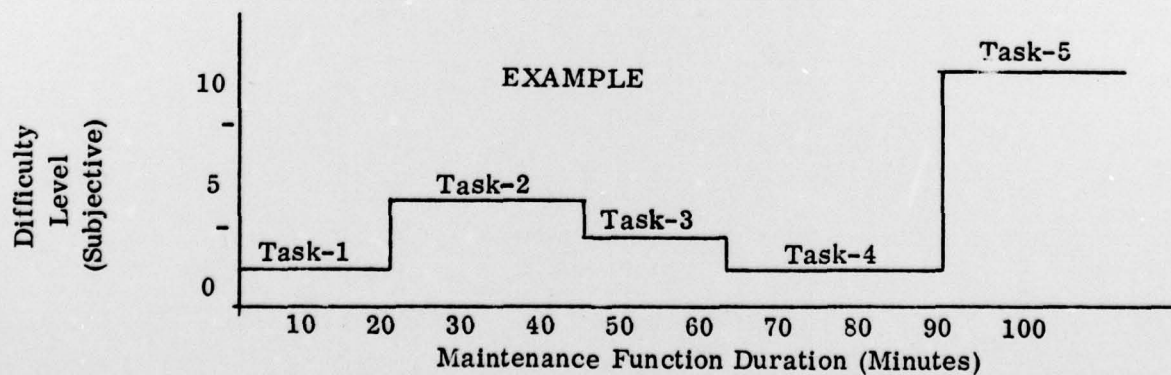 Task-5
10
EXAMPLE
Difficulty
Level
(Subjective)
5
Task-2
Task-3
Task-1
Task-4
0
10 20 30 40 50 60 70 80 90 100
Maintenance Function Duration (Minutes)